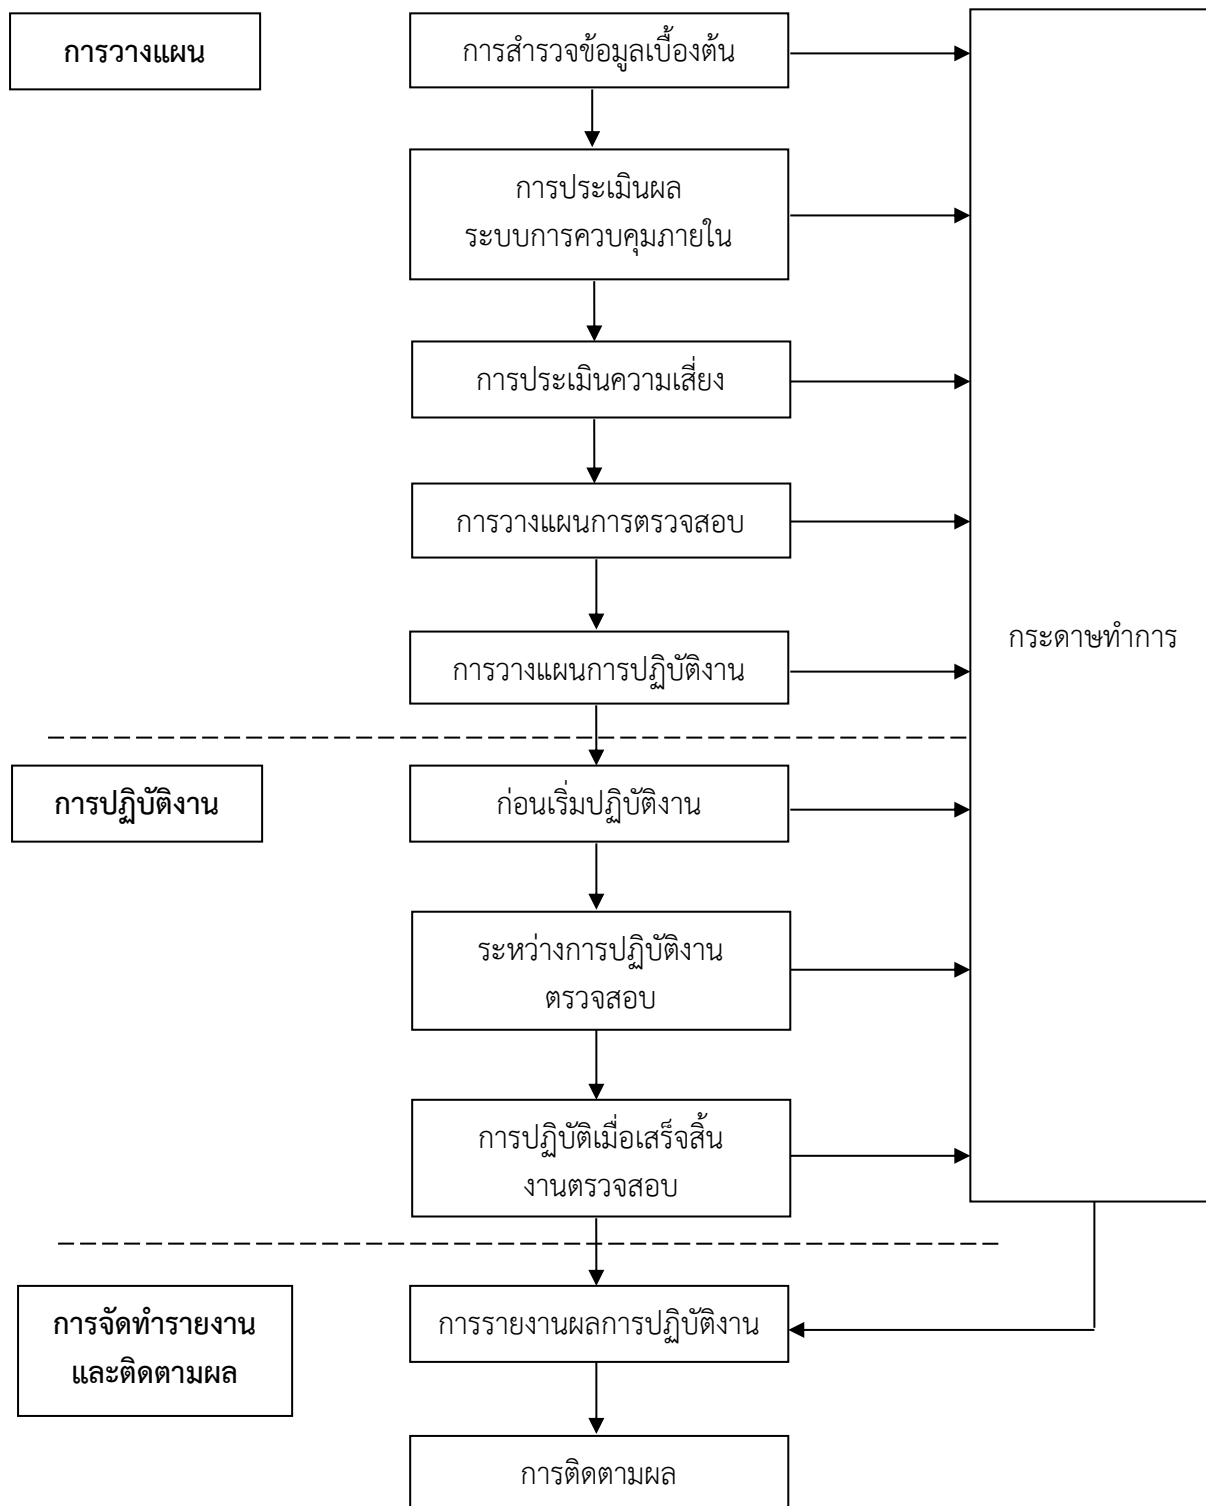 การวางแผน
การสำรวจข้อมูลเบื้องต้น
การประเมินผล
ระบบการควบคุมภายใน
การประเมินความเสี่ยง
การวางแผนการตรวจสอบ
การวางแผนการปฏิบัติงาน
กระดาษทำการ
การปฏิบัติงาน
ก่อนเริ่มปฏิบัติงาน
ระหว่างการปฏิบัติงาน
ตรวจสอบ
การปฏิบัติเมื่อเสร็จสิ้น
งานตรวจสอบ
การจัดทำรายงาน
และติดตามผล
การรายงานผลการปฏิบัติงาน
การติดตามผล